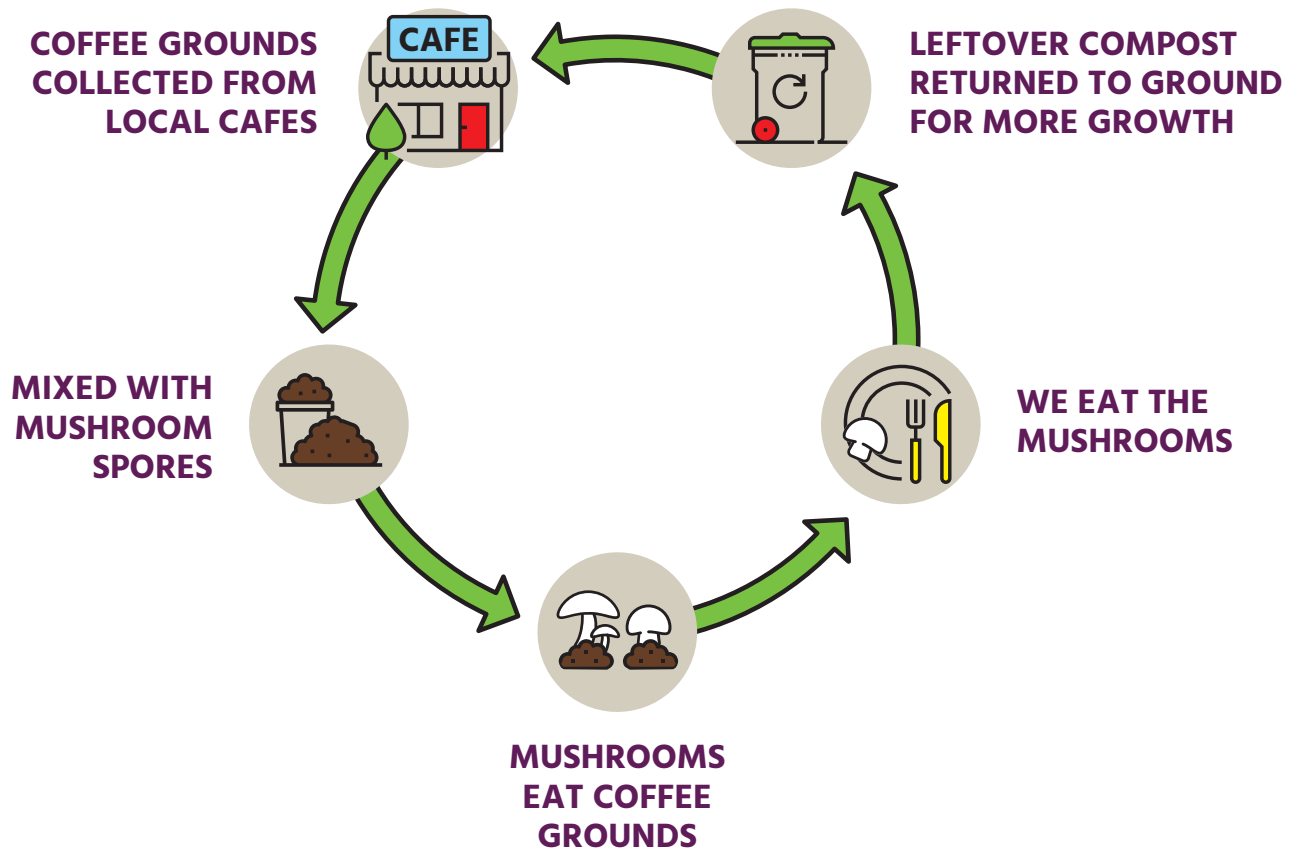 COFFEE GROUNDS
COLLECTED FROM
LOCAL CAFES
CAFE
LEFTOVER COMPOST
RETURNED TO GROUND
FOR MORE GROWTH
MIXED WITH
MUSHROOM
SPORES
WE EAT THE
MUSHROOMS
MUSHROOMS
EAT COFFEE
GROUNDS